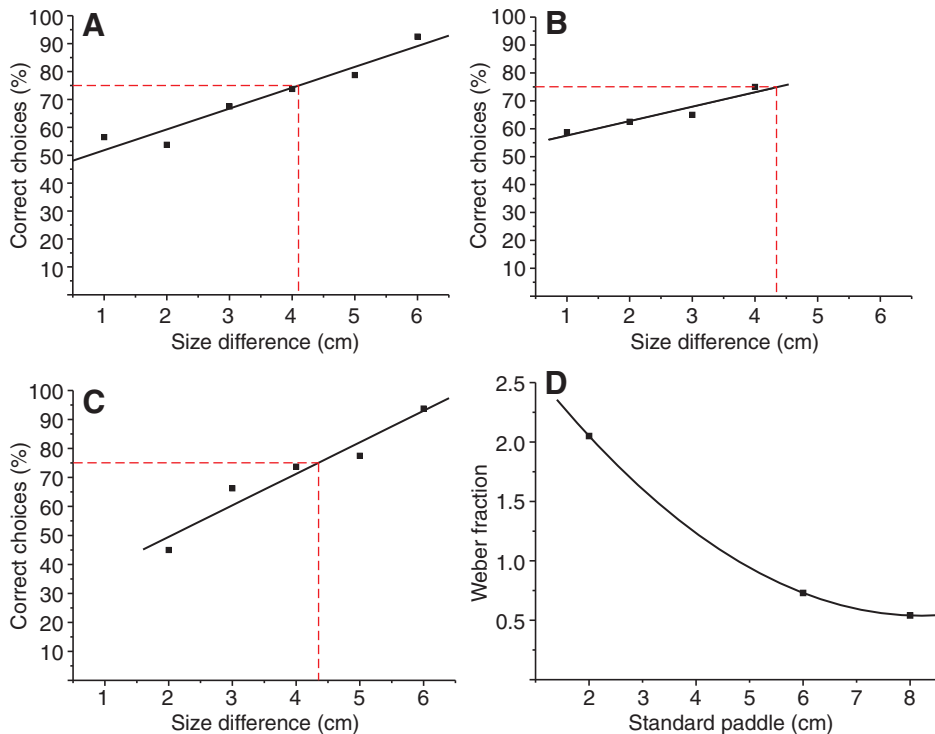 A
100
90
80
70
60
50
40
30
20
10
Correct choices (%)
1 2 3 4 5 6
Size difference (cm)
B
100
90
80
70
60
50
40
30
20
10
Correct choices (%)
1 2 3 4 5 6
Size difference (cm)
C
100
90
80
70
60
50
40
30
20
10
Correct choices (%)
1 2 3 4 5 6
Size difference (cm)
D
2.5
2.0
1.5
1.0
0.5
Weber fraction
2 3 4 5 6 7 8
Standard paddle (cm)